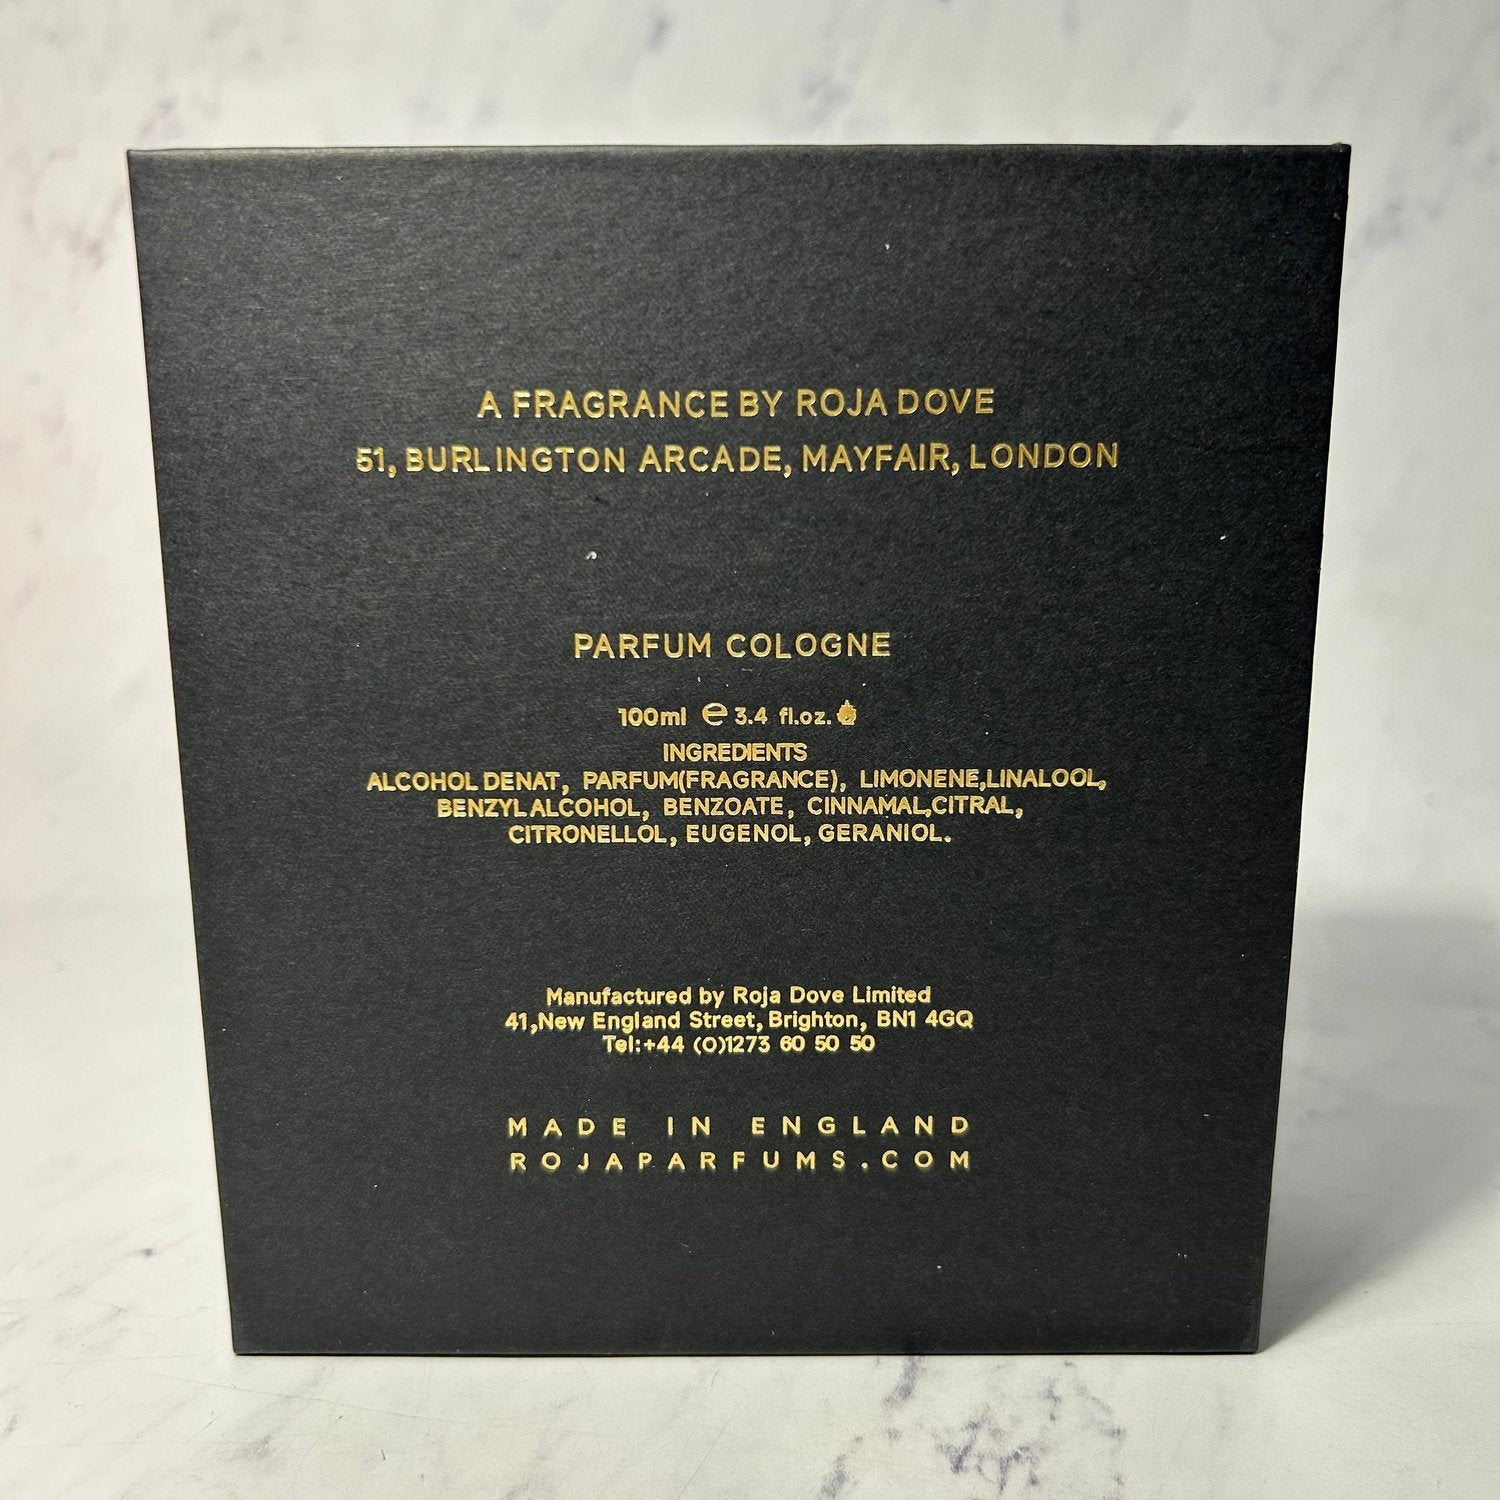 A FRAGRANCE BY ROJA DOVE
51, BURLINGTON ARCADE, MAYFAIR, LONDON
PARFUM COLOGNE
100ml ℮ 3.4 fl.oz.
INGREDIENTS
ALCOHOL DENAT, PARFUM(FRAGRANCE), LIMONENE,LINALOOL,
BENZYL ALCOHOL, BENZOATE, CINNAMAL,CITRAL,
CITRONELLOL, EUGENOL, GERANIOL.
Manufactured by Roja Dove Limited
41,New England Street, Brighton, BN1 4GQ
Tel:+44 (0)1273 60 50 50
MADE IN ENGLAND
ROJAPARFUMS.COM